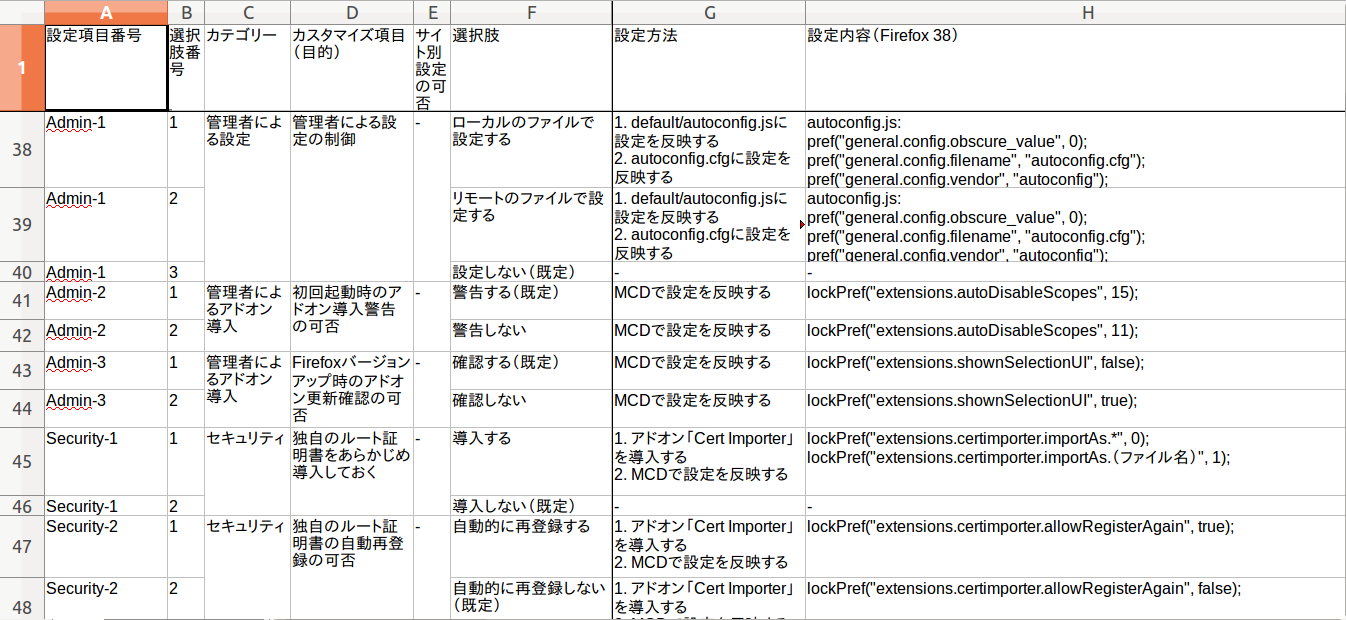 A B C D E F G H
1
設定項目番号
選択
肢番
号
カテゴリー
カスタマイズ項目
（目的）
サイ
ト別
設定
の可
否
選択肢
設定方法
設定内容（Firefox 38）
38
Admin-1
1
管理者によ
る設定
管理者による設
定の制御
-
ローカルのファイルで
設定する
1. default/autoconfig.jsに
設定を反映する
2. autoconfig.cfgに設定を
反映する
autoconfig.js:
pref("general.config.obscure_value", 0);
pref("general.config.filename", "autoconfig.cfg");
pref("general.config.vendor", "autoconfig");
39
Admin-1
2
リモートのファイルで設
定する
1. default/autoconfig.jsに
設定を反映する
2. autoconfig.cfgに設定を
反映する
autoconfig.js:
pref("general.config.obscure_value", 0);
pref("general.config.filename", "autoconfig.cfg");
pref("general.config.vendor", "autoconfig");
40
Admin-1
3
設定しない（既定）
-
-
41
Admin-2
1
管理者によ
るアドオン
導入
初回起動時のア
ドオン導入警告
の可否
-
警告する（既定）
MCDで設定を反映する
lockPref("extensions.autoDisableScopes", 15);
42
Admin-2
2
警告しない
MCDで設定を反映する
lockPref("extensions.autoDisableScopes", 11);
43
Admin-3
1
管理者によ
るアドオン
導入
Firefoxバージョン
アップ時のアドオ
ン更新確認の可
否
-
確認する（既定）
MCDで設定を反映する
lockPref("extensions.shownSelectionUI", false);
44
Admin-3
2
確認しない
MCDで設定を反映する
lockPref("extensions.shownSelectionUI", true);
45
Security-1
1
セキュリティ
独自のルート証
明書をあらかじめ
導入しておく
-
導入する
1. アドオン「Cert Importer」
を導入する
2. MCDで設定を反映する
lockPref("extensions.certimporter.importAs.*", 0);
lockPref("extensions.certimporter.importAs.（ファイル名）", 1);
46
Security-1
2
導入しない（既定）
-
-
47
Security-2
1
セキュリティ
独自のルート証
明書の自動再登
録の可否
-
自動的に再登録する
1. アドオン「Cert Importer」
を導入する
2. MCDで設定を反映する
lockPref("extensions.certimporter.allowRegisterAgain", true);
48
Security-2
2
自動的に再登録しない
（既定）
1. アドオン「Cert Importer」
を導入する
lockPref("extensions.certimporter.allowRegisterAgain", false);